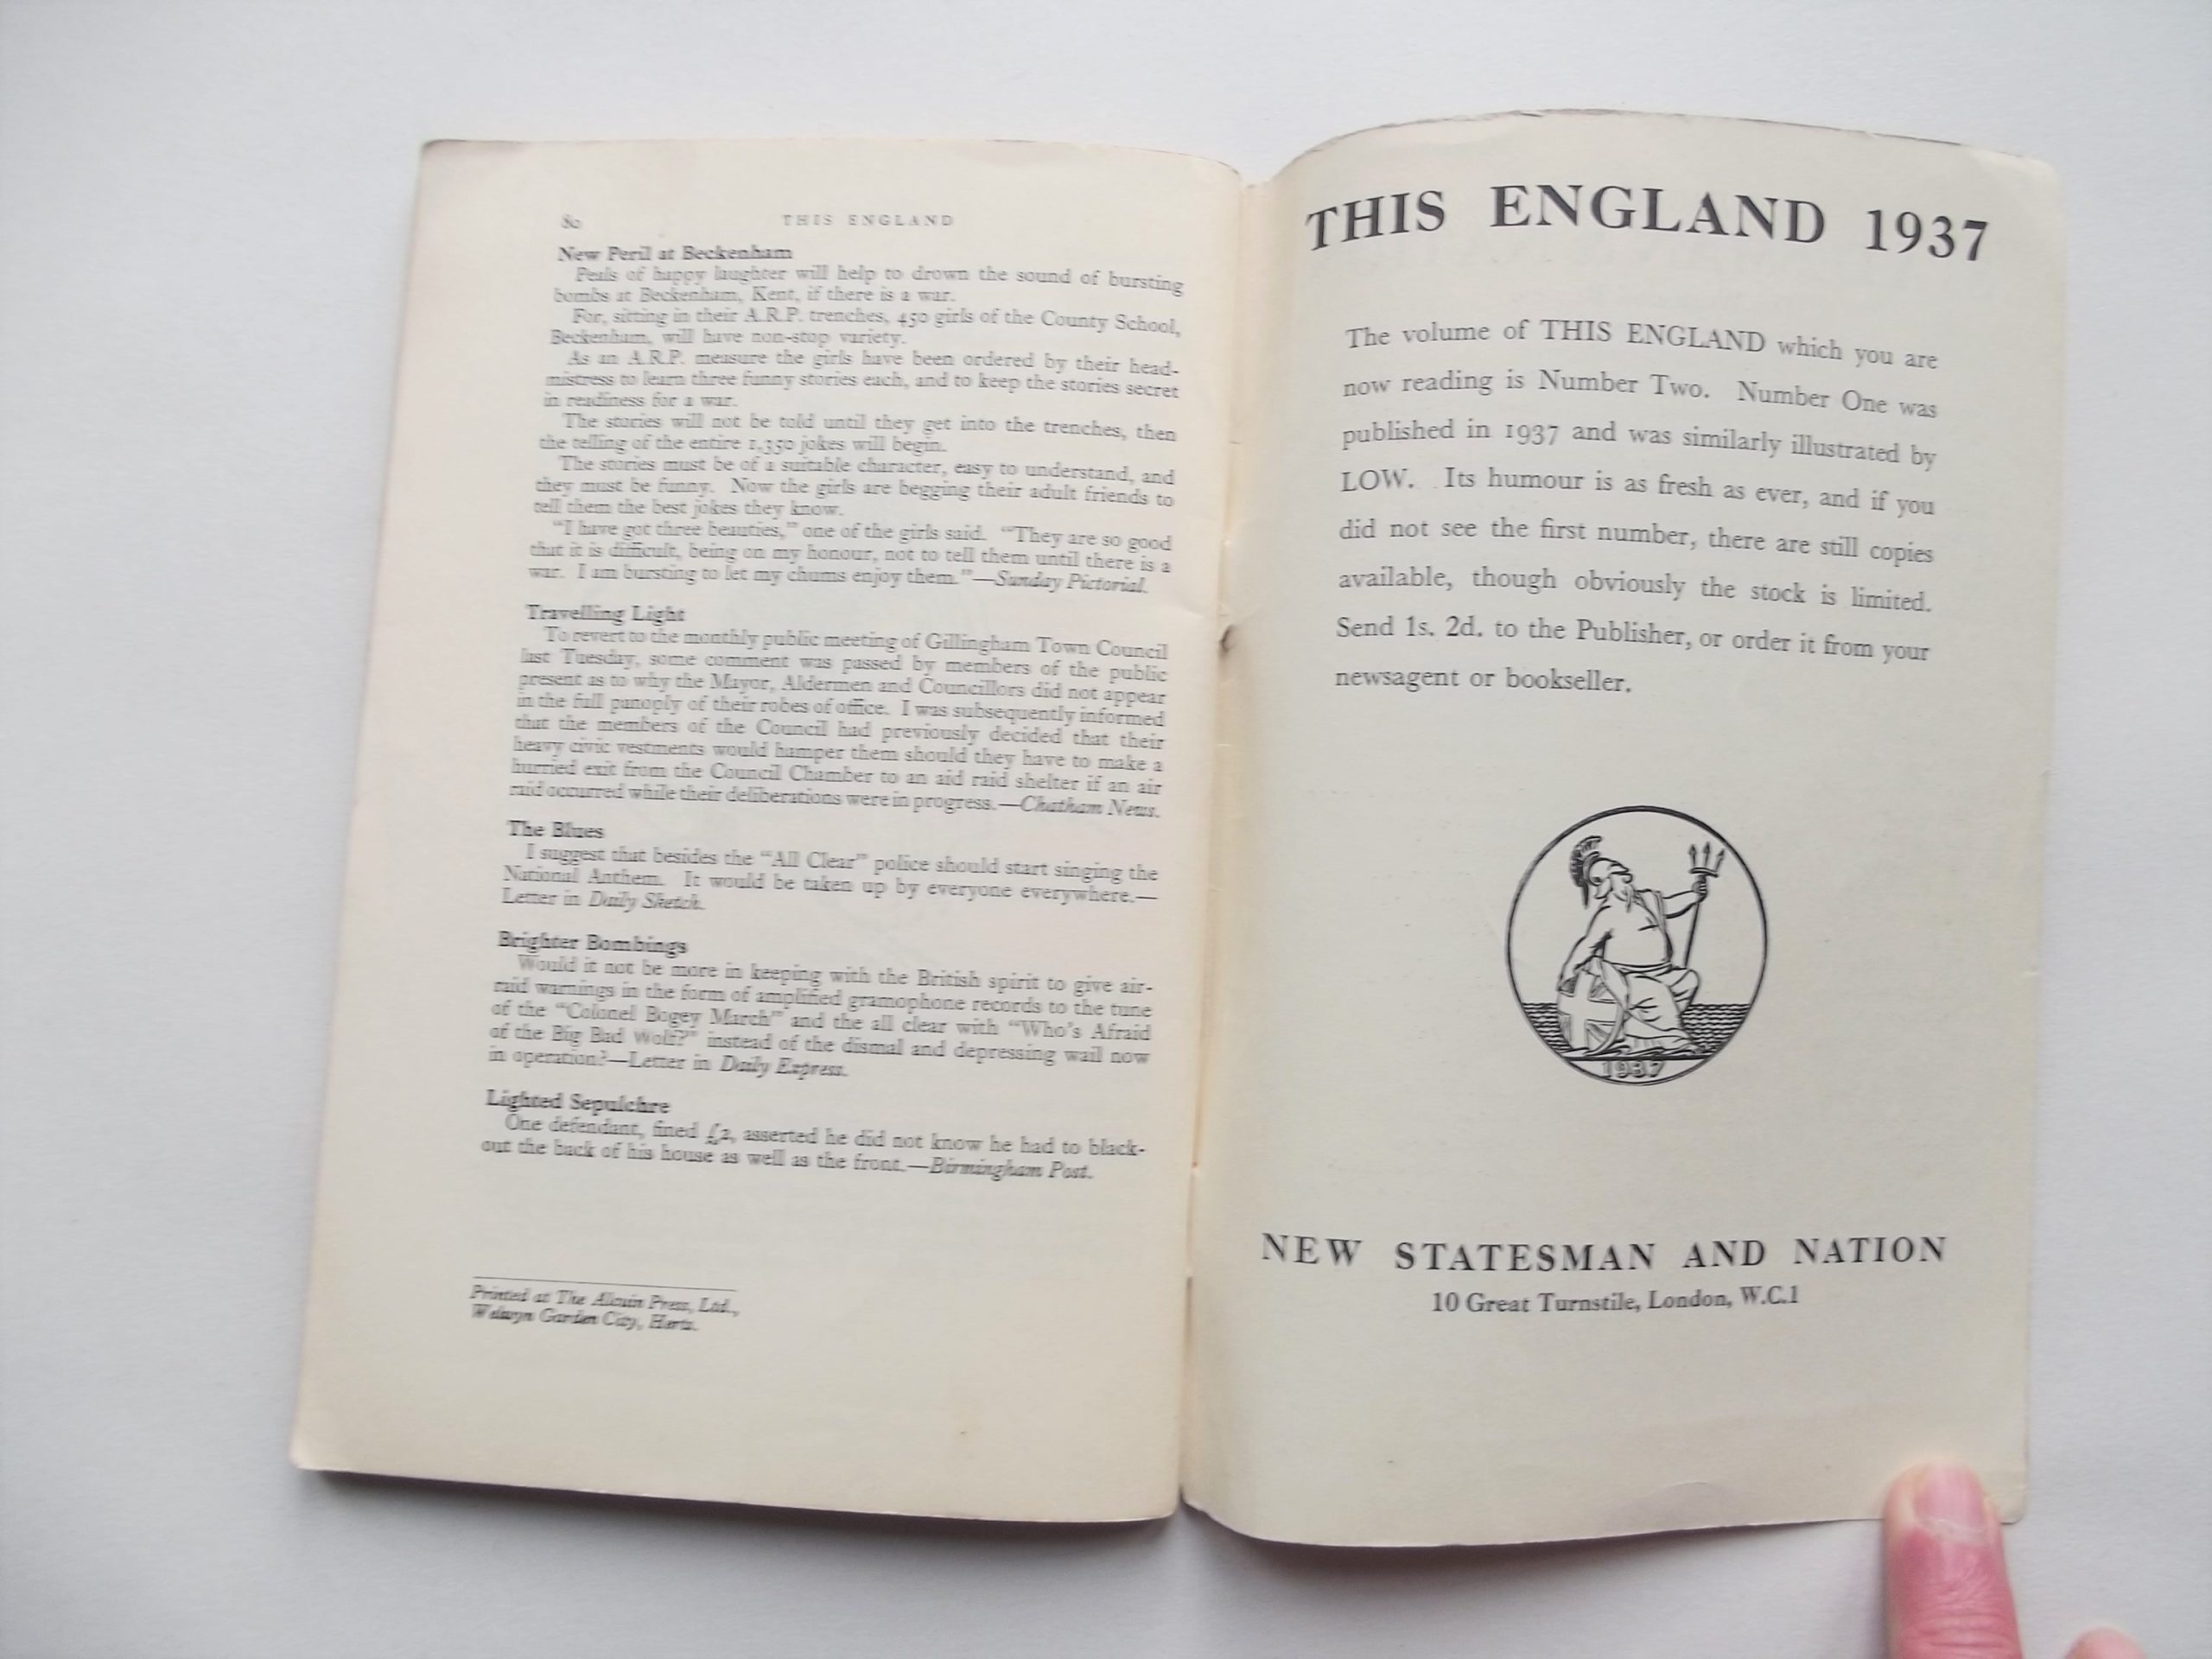 80 THIS ENGLAND
New Peril at Beckenham
Peals of happy laughter will help to drown the sound of bursting
bombs at Beckenham, Kent, if there is a war.
For, sitting in their A.R.P. trenches, 450 girls of the County School,
Beckenham, will have non-stop variety.
As an A.R.P. measure the girls have been ordered by their head-
mistress to learn three funny stories each, and to keep the stories secret
in readiness for a war.
The stories will not be told until they get into the trenches, then
the telling of the entire 1,350 jokes will begin.
The stories must be of a suitable character, easy to understand, and
they must be funny. Now the girls are begging their adult friends to
tell them the best jokes they know.
“I have got three beauties,” one of the girls said. “They are so good
that it is difficult, being on my honour, not to tell them until there is a
war. I am bursting to let my chums enjoy them.”—Sunday Pictorial.
Travelling Light
To revert to the monthly public meeting of Gillingham Town Council
last Tuesday, some comment was passed by members of the public
present as to why the Mayor, Aldermen and Councillors did not appear
in the full panoply of their robes of office. I was subsequently informed
that the members of the Council had previously decided that their
heavy civic vestments would hamper them should they have to make a
hurried exit from the Council Chamber to an aid raid shelter if an air
raid occurred while their deliberations were in progress.—Chatham News.
The Blues
I suggest that besides the “All Clear” police should start singing the
National Anthem. It would be taken up by everyone everywhere.—
Letter in Daily Sketch.
Brighter Bombings
Would it not be more in keeping with the British spirit to give air-
raid warnings in the form of amplified gramophone records to the tune
of the “Colonel Bogey March” and the all clear with “Who’s Afraid
of the Big Bad Wolf?” instead of the dismal and depressing wail now
in operation?—Letter in Daily Express.
Lighted Sepulchre
One defendant, fined £2, asserted he did not know he had to black-
out the back of his house as well as the front.—Birmingham Post.
Printed at The Alcuin Press, Ltd.,
Welwyn Garden City, Herts.
THIS ENGLAND 1937
The volume of THIS ENGLAND which you are
now reading is Number Two. Number One was
published in 1937 and was similarly illustrated by
LOW. Its humour is as fresh as ever, and if you
did not see the first number, there are still copies
available, though obviously the stock is limited.
Send 1s. 2d. to the Publisher, or order it from your
newsagent or bookseller.
1937
NEW STATESMAN AND NATION
10 Great Turnstile, London, W.C.1